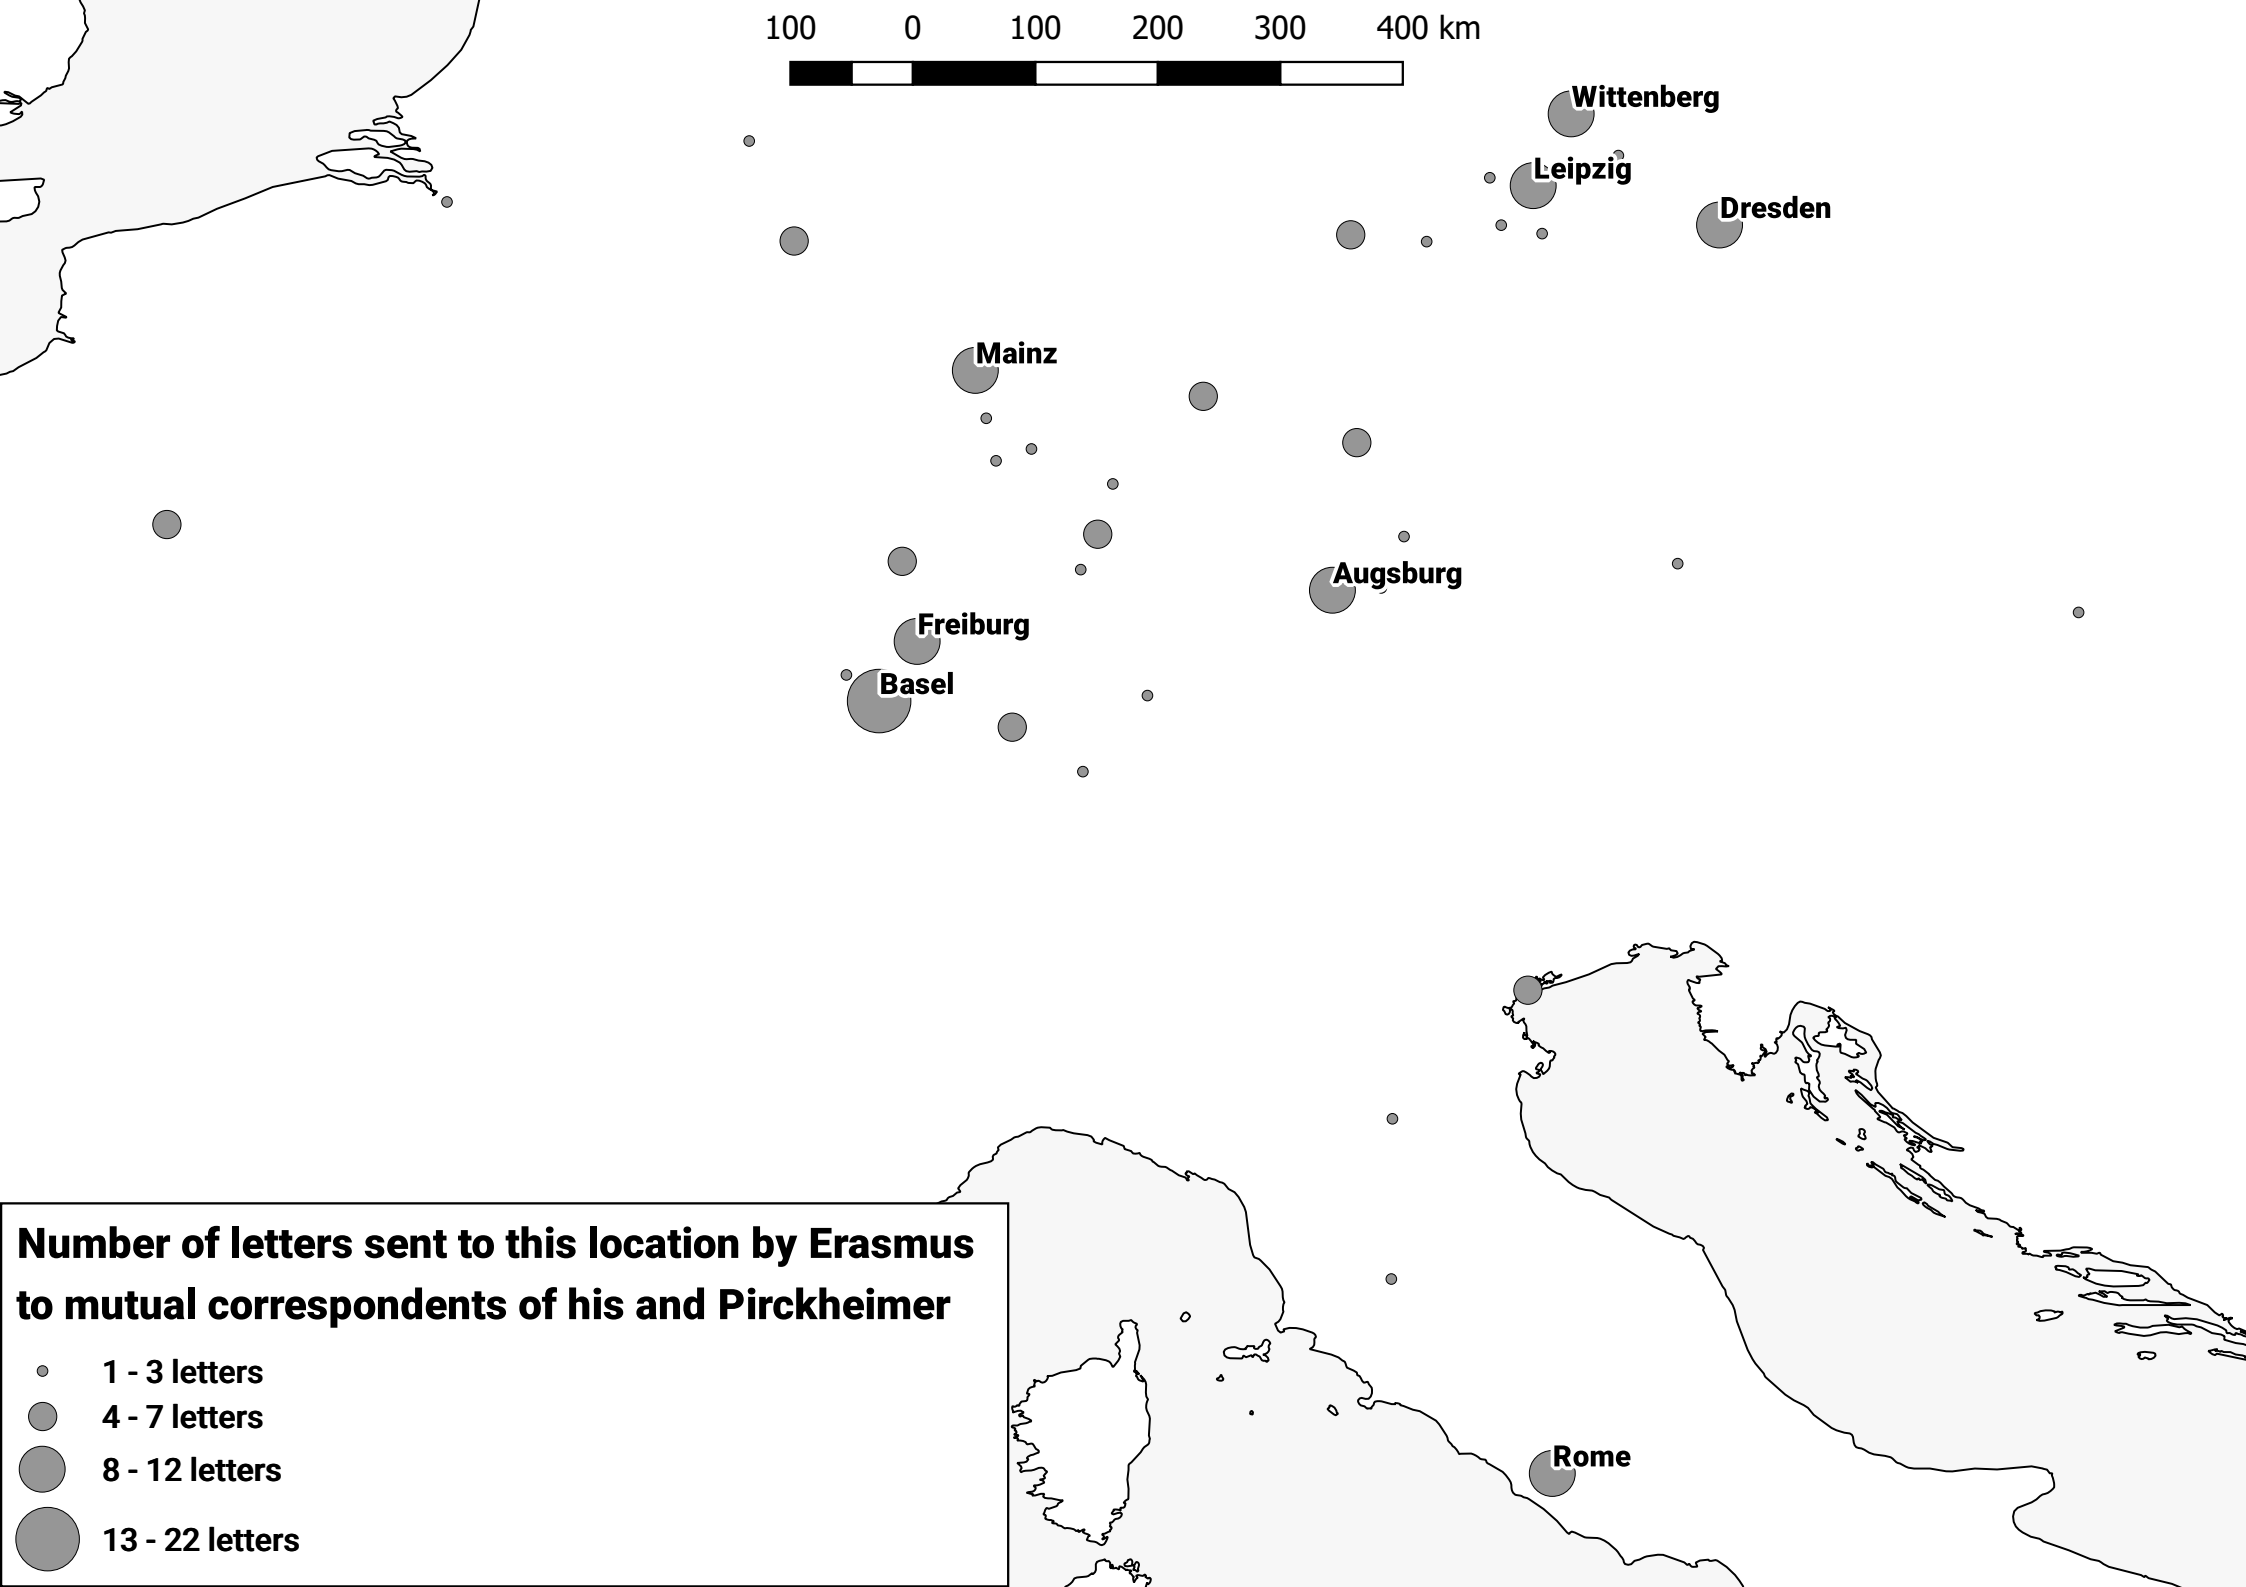 100 0 100 200 300 400 km
Wittenberg
Leipzig
Dresden
Mainz
Augsburg
Freiburg
Basel
Rome
Number of letters sent to this location by Erasmus
to mutual correspondents of his and Pirckheimer
1 - 3 letters
4 - 7 letters
8 - 12 letters
13 - 22 letters